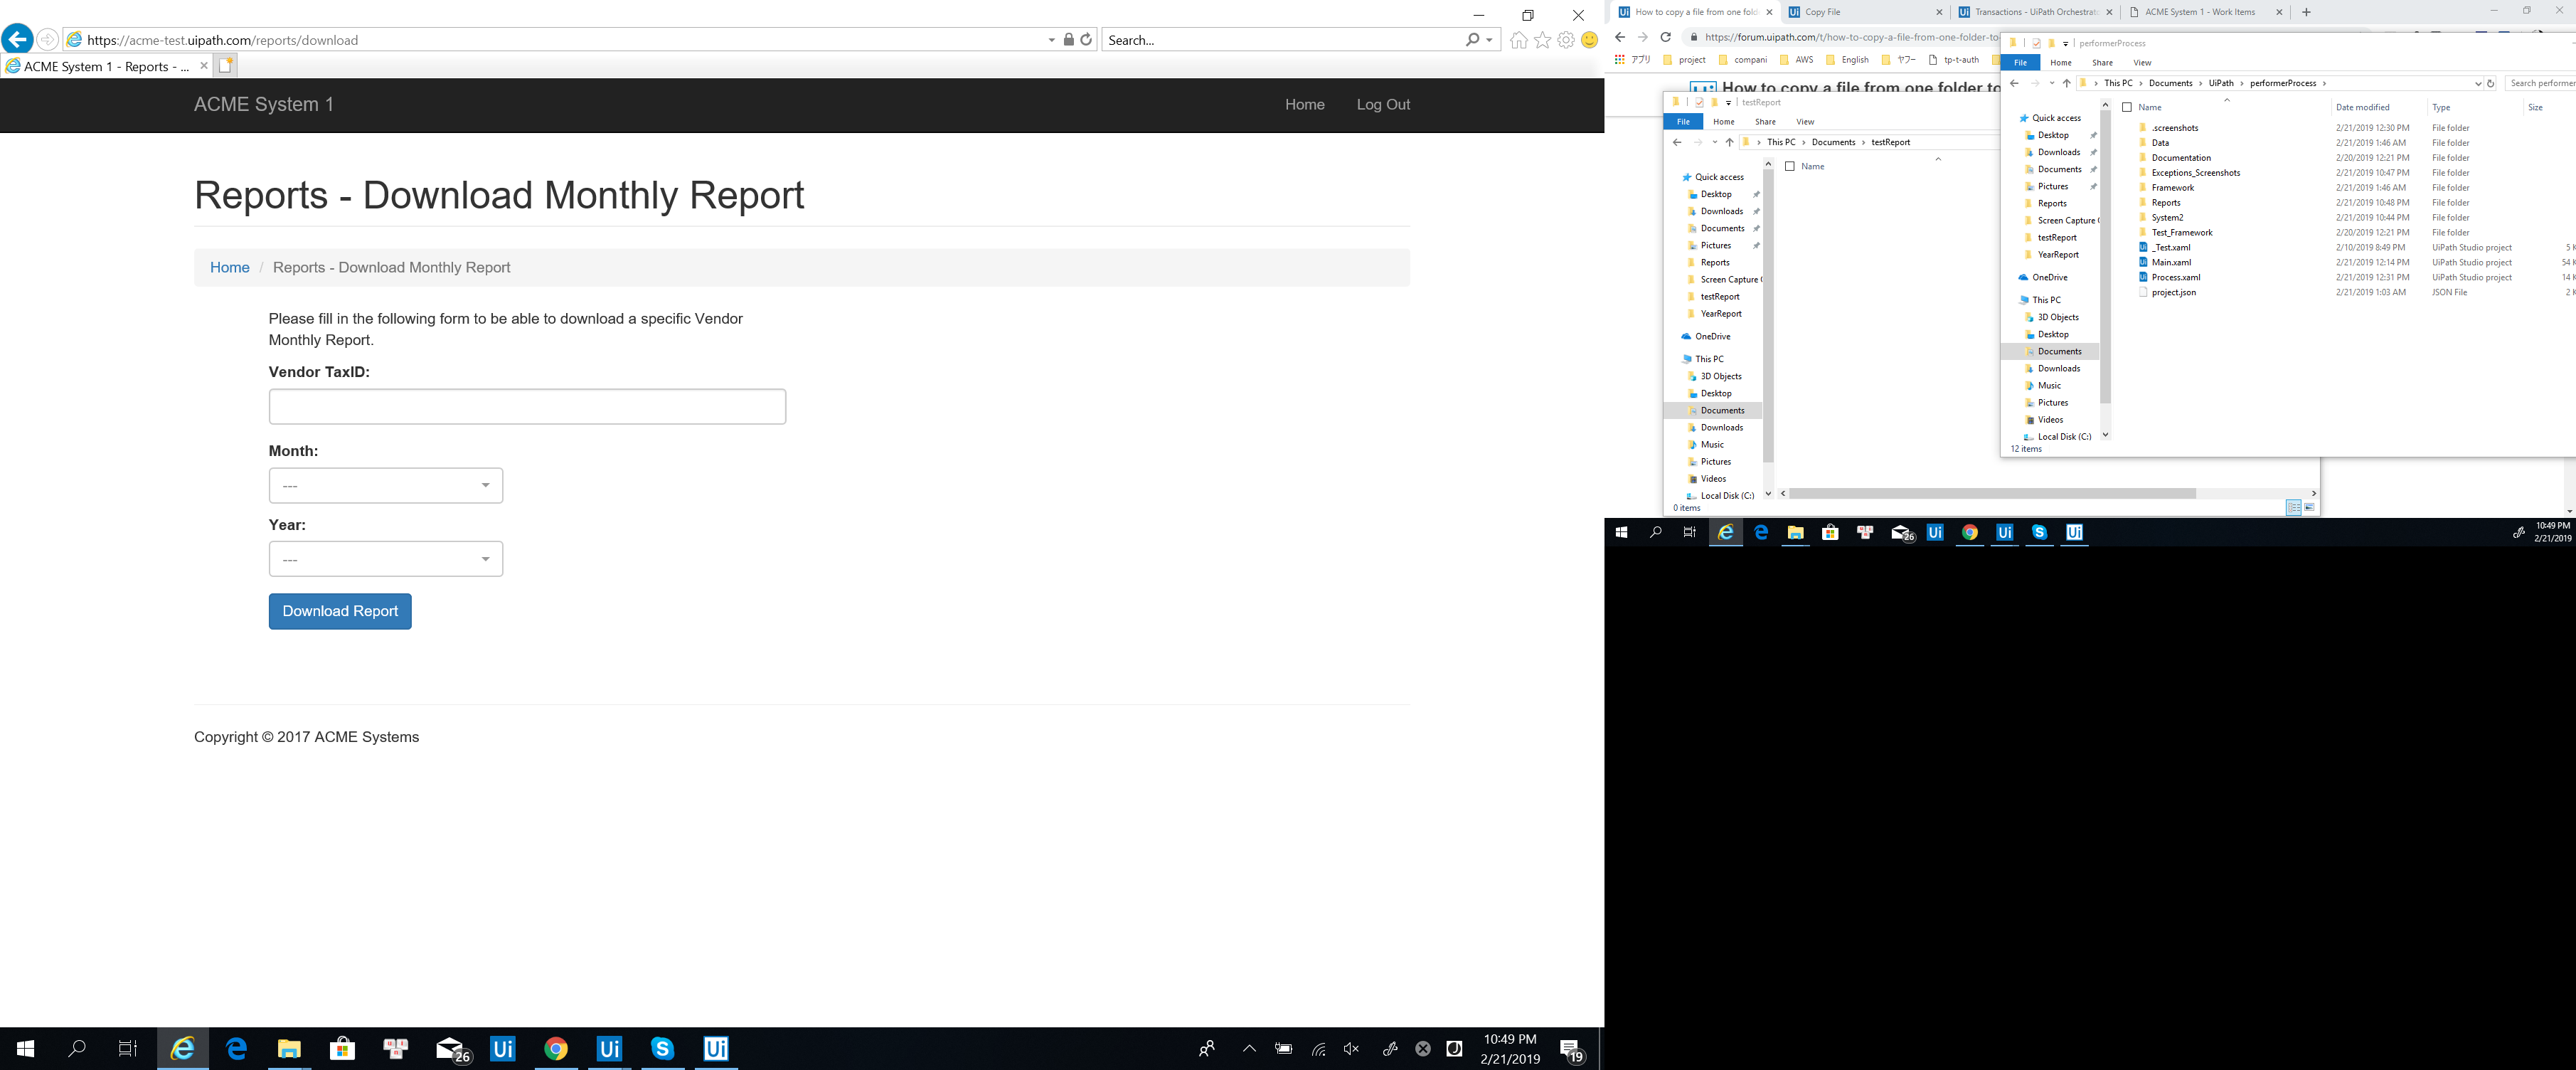 https://acme-test.uipath.com/reports/download
Search...
ACME System 1 - Reports - ...
ACME System 1
Home
Log Out
Reports - Download Monthly Report
Home / Reports - Download Monthly Report
Please fill in the following form to be able to download a specific Vendor
Monthly Report.
Vendor TaxID:
Month:
---
Year:
---
Download Report
Copyright © 2017 ACME Systems
26
10:49 PM
2/21/2019
19
How to copy a file from one fold
Copy File
Transactions - UiPath Orchestrat
ACME System 1 - Work Items
https://forum.uipath.com/t/how-to-copy-a-file-from-one-folder-to-
アプリ
project
compani
AWS
English
ヤフー
tp-t-auth
How to copy a file from one folder to
testReport
File
Home
Share
View
This PC > Documents > testReport
Name
Quick access
Desktop
Downloads
Documents
Pictures
Reports
Screen Capture
testReport
YearReport
OneDrive
This PC
3D Objects
Desktop
Documents
Downloads
Music
Pictures
Videos
Local Disk (C:)
0 items
performerProcess
File
Home
Share
View
This PC > Documents > UiPath > performerProcess >
Search performer
Quick access
Desktop
Downloads
Documents
Pictures
Reports
Screen Capture
testReport
YearReport
OneDrive
This PC
3D Objects
Desktop
Documents
Downloads
Music
Pictures
Videos
Local Disk (C:)
12 items
Name Date modified Type Size
.screenshots 2/21/2019 12:30 PM File folder
Data 2/21/2019 1:46 AM File folder
Documentation 2/20/2019 12:21 PM File folder
Exceptions_Screenshots 2/21/2019 10:47 PM File folder
Framework 2/21/2019 1:46 AM File folder
Reports 2/21/2019 10:48 PM File folder
System2 2/21/2019 10:44 PM File folder
Test_Framework 2/20/2019 12:21 PM File folder
_Test.xaml 2/10/2019 8:49 PM UiPath Studio project 5 K
Main.xaml 2/21/2019 12:14 PM UiPath Studio project 54 K
Process.xaml 2/21/2019 12:31 PM UiPath Studio project 14 K
project.json 2/21/2019 1:03 AM JSON File 2 K
26
10:49 PM
2/21/2019